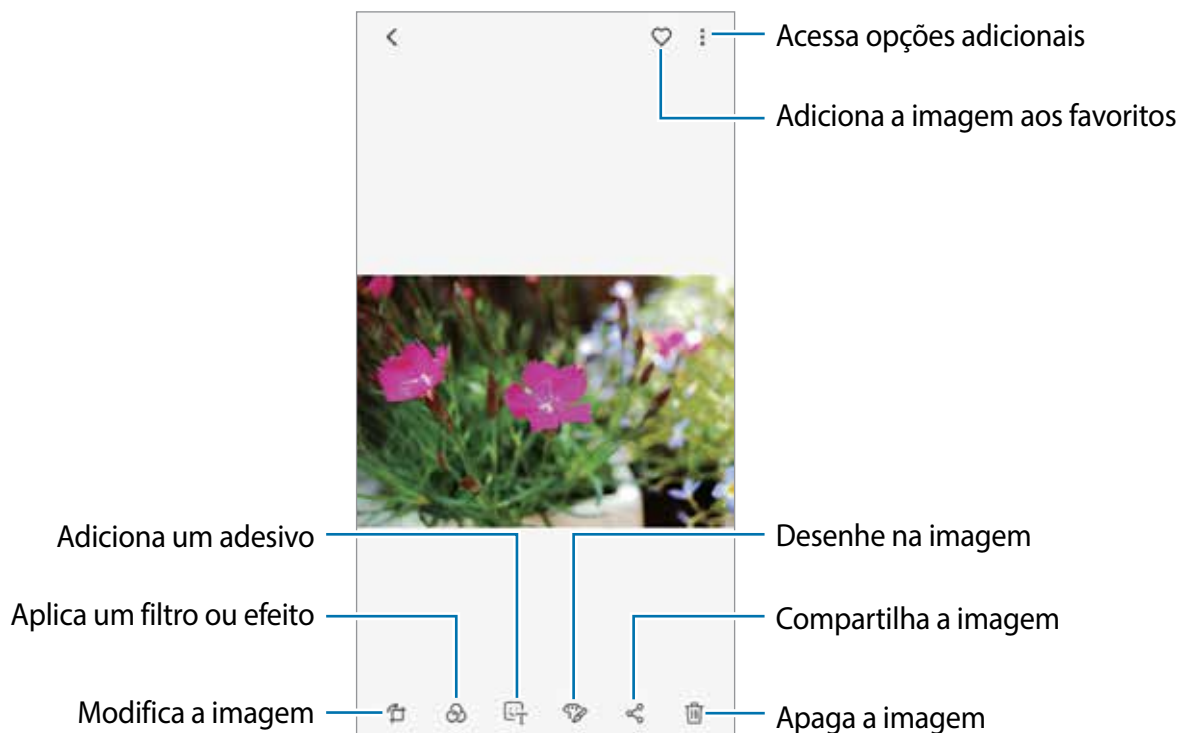 Acessa opções adicionais
Adiciona a imagem aos favoritos
Adiciona um adesivo
Desenhe na imagem
Aplica um filtro ou efeito
Compartilha a imagem
Modifica a imagem
Apaga a imagem